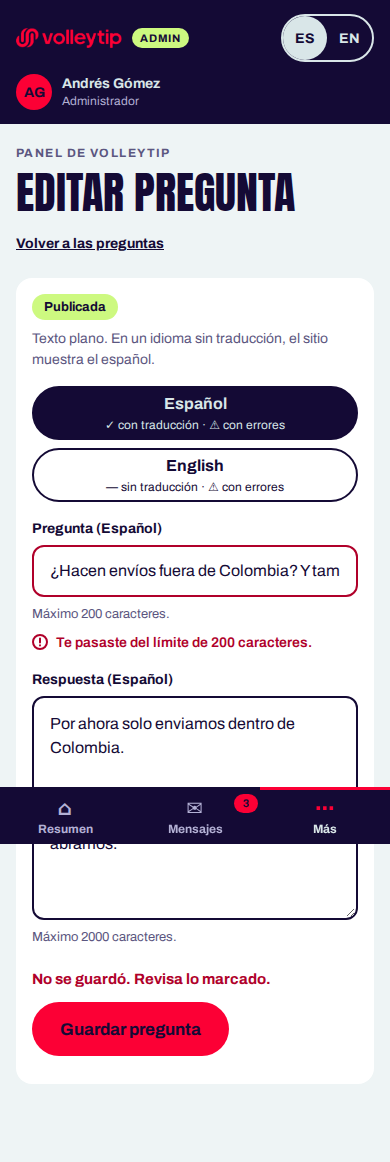 volleytip ADMIN ES EN
AG Andrés Gómez
Administrador
PANEL DE VOLLEYTIP
EDITAR PREGUNTA
Volver a las preguntas
Publicada
Texto plano. En un idioma sin traducción, el sitio
muestra el español.
Español
✓ con traducción · ⚠ con errores
English
— sin traducción · ⚠ con errores
Pregunta (Español)
¿Hacen envíos fuera de Colombia? Y tam
Máximo 200 caracteres.
Te pasaste del límite de 200 caracteres.
Respuesta (Español)
Por ahora solo enviamos dentro de
Colombia.
3
Resumen Mensajes Más
abramos.
Máximo 2000 caracteres.
No se guardó. Revisa lo marcado.
Guardar pregunta